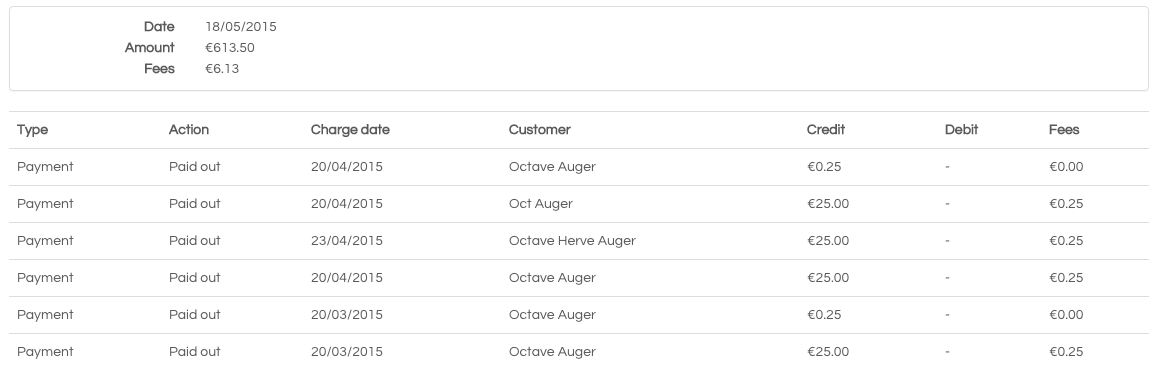 Date 18/05/2015
Amount €613.50
Fees €6.13
Type Action Charge date Customer Credit Debit Fees
Payment Paid out 20/04/2015 Octave Auger €0.25 - €0.00
Payment Paid out 20/04/2015 Oct Auger €25.00 - €0.25
Payment Paid out 23/04/2015 Octave Herve Auger €25.00 - €0.25
Payment Paid out 20/04/2015 Octave Auger €25.00 - €0.25
Payment Paid out 20/03/2015 Octave Auger €0.25 - €0.00
Payment Paid out 20/03/2015 Octave Auger €25.00 - €0.25